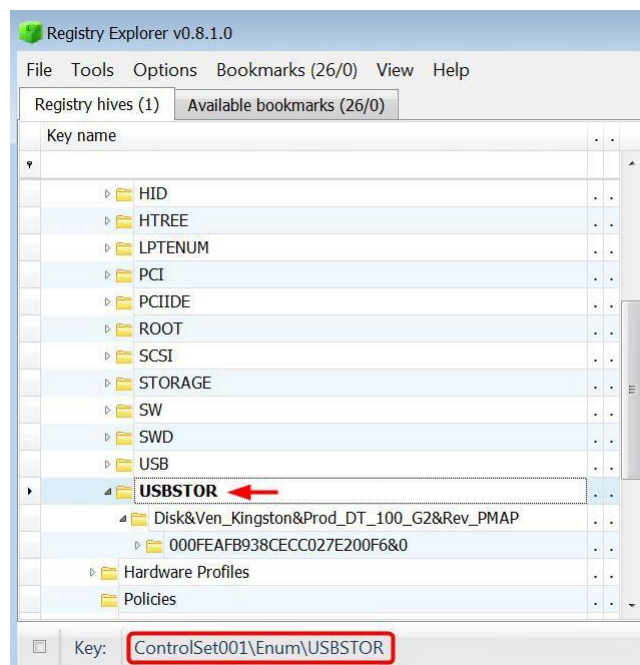 Registry Explorer v0.8.1.0
File Tools Options Bookmarks (26/0) View Help
Registry hives (1) Available bookmarks (26/0)
Key name
HID
HTREE
LPTENUM
PCI
PCIIDE
ROOT
SCSI
STORAGE
SW
SWD
USB
USBSTOR
Disk&Ven_Kingston&Prod_DT_100_G2&Rev_PMAP
000FEAFB938CECC027E200F6&0
Hardware Profiles
Policies
Key: ControlSet001\Enum\USBSTOR